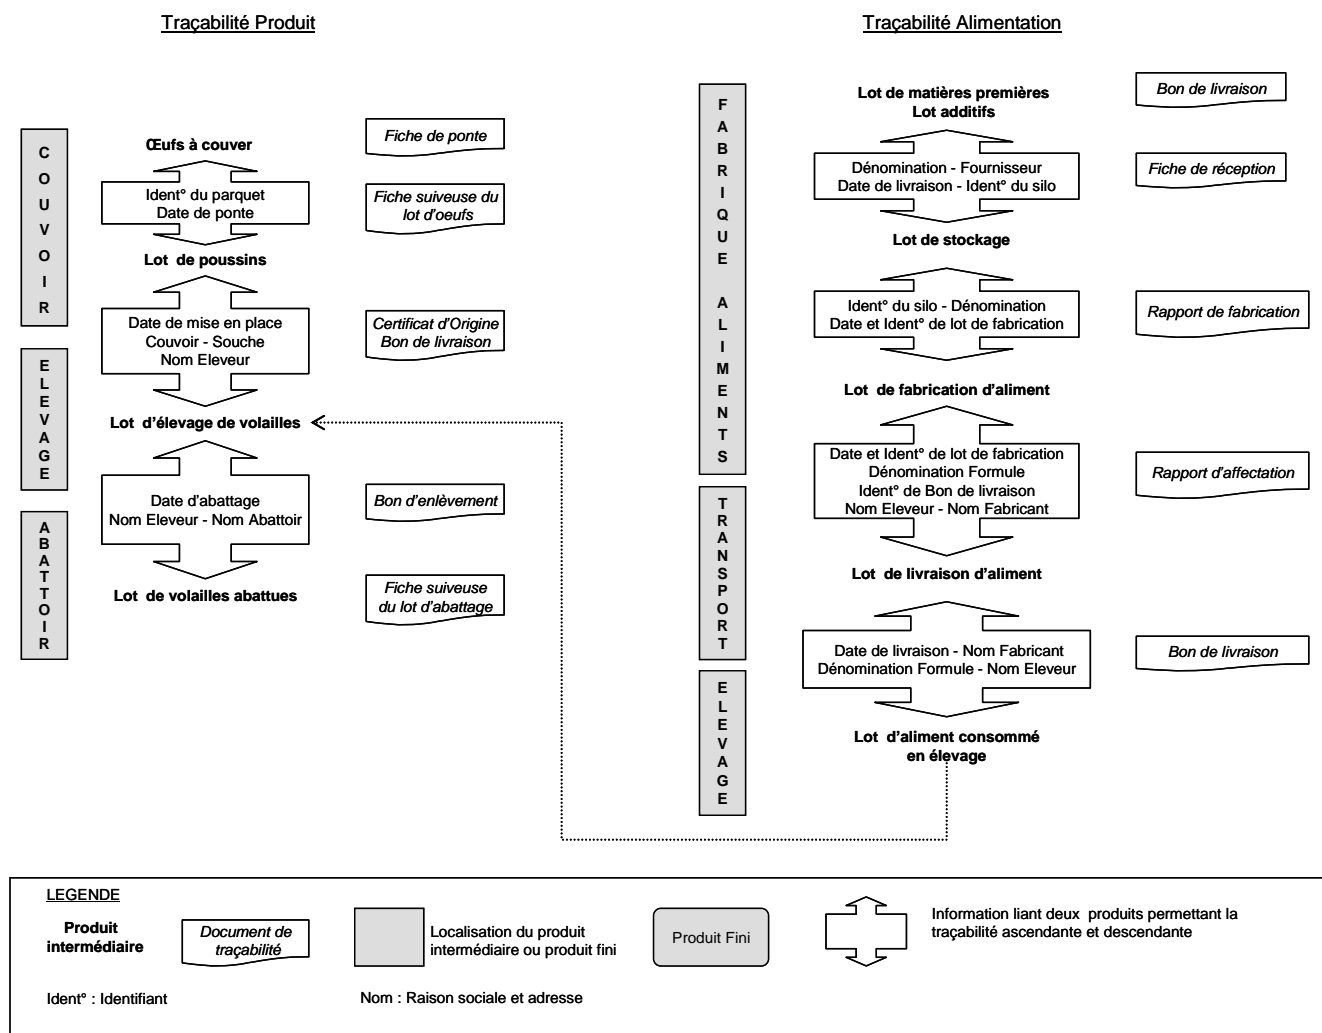 Traçabilité Produit
C
O
U
V
O
I
R
E
L
E
V
A
G
E
A
B
A
T
T
O
I
R
Œufs à couver
Ident° du parquet
Date de ponte
Lot de poussins
Date de mise en place
Couvoir - Souche
Nom Eleveur
Lot d'élevage de volailles
Date d'abattage
Nom Eleveur - Nom Abattoir
Lot de volailles abattues
Fiche de ponte
Fiche suiveuse du
lot d'oeufs
Certificat d'Origine
Bon de livraison
Bon d'enlèvement
Fiche suiveuse
du lot d'abattage
Traçabilité Alimentation
F
A
B
R
I
Q
U
E
A
L
I
M
E
N
T
S
T
R
A
N
S
P
O
R
T
E
L
E
V
A
G
E
Lot de matières premières
Lot additifs
Dénomination - Fournisseur
Date de livraison - Ident° du silo
Lot de stockage
Ident° du silo - Dénomination
Date et Ident° de lot de fabrication
Lot de fabrication d'aliment
Date et Ident° de lot de fabrication
Dénomination Formule
Ident° de Bon de livraison
Nom Eleveur - Nom Fabricant
Lot de livraison d'aliment
Date de livraison - Nom Fabricant
Dénomination Formule - Nom Eleveur
Lot d'aliment consommé
en élevage
Bon de livraison
Fiche de réception
Rapport de fabrication
Rapport d'affectation
Bon de livraison
LEGENDE
Produit
intermédiaire
Document de
traçabilité
Localisation du produit
intermédiaire ou produit fini
Produit Fini
Information liant deux produits permettant la
traçabilité ascendante et descendante
Ident° : Identifiant
Nom : Raison sociale et adresse